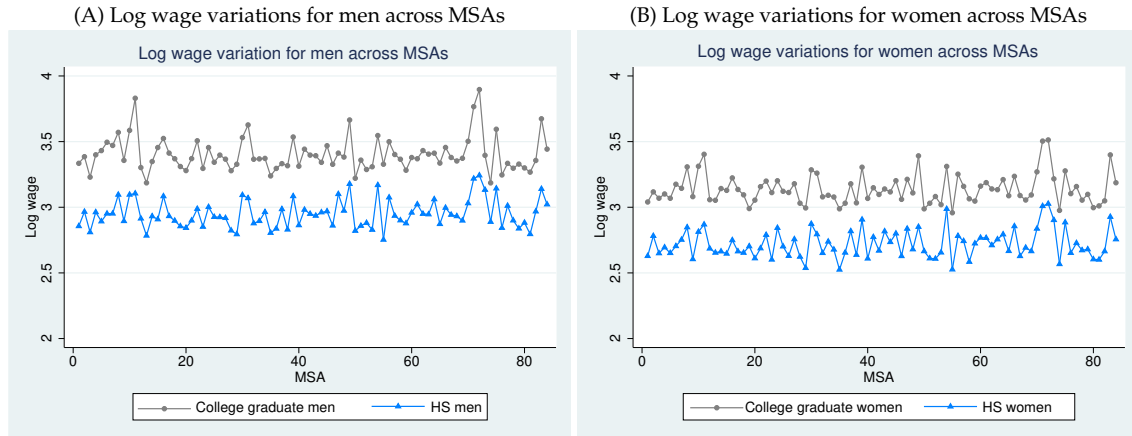 (A) Log wage variations for men across MSAs
Log wage variation for men across MSAs
4
3.5
3
2.5
2
Log wage
0 20 40 60 80
MSA
College graduate men HS men
(B) Log wage variations for women across MSAs
Log wage variations for women across MSAs
4
3.5
3
2.5
2
Log wage
0 20 40 60 80
MSA
College graduate women HS women